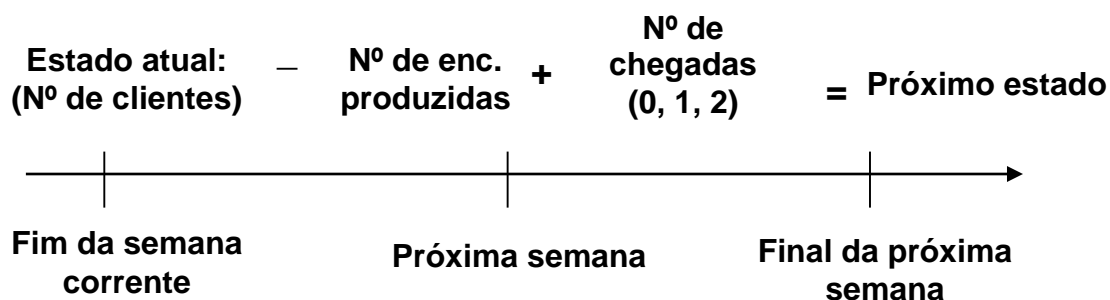 Estado atual:
(Nº de clientes)
–
Nº de enc.
produzidas
+
Nº de
chegadas
(0, 1, 2)
=
Próximo estado
Fim da semana
corrente
Próxima semana
Final da próxima
semana